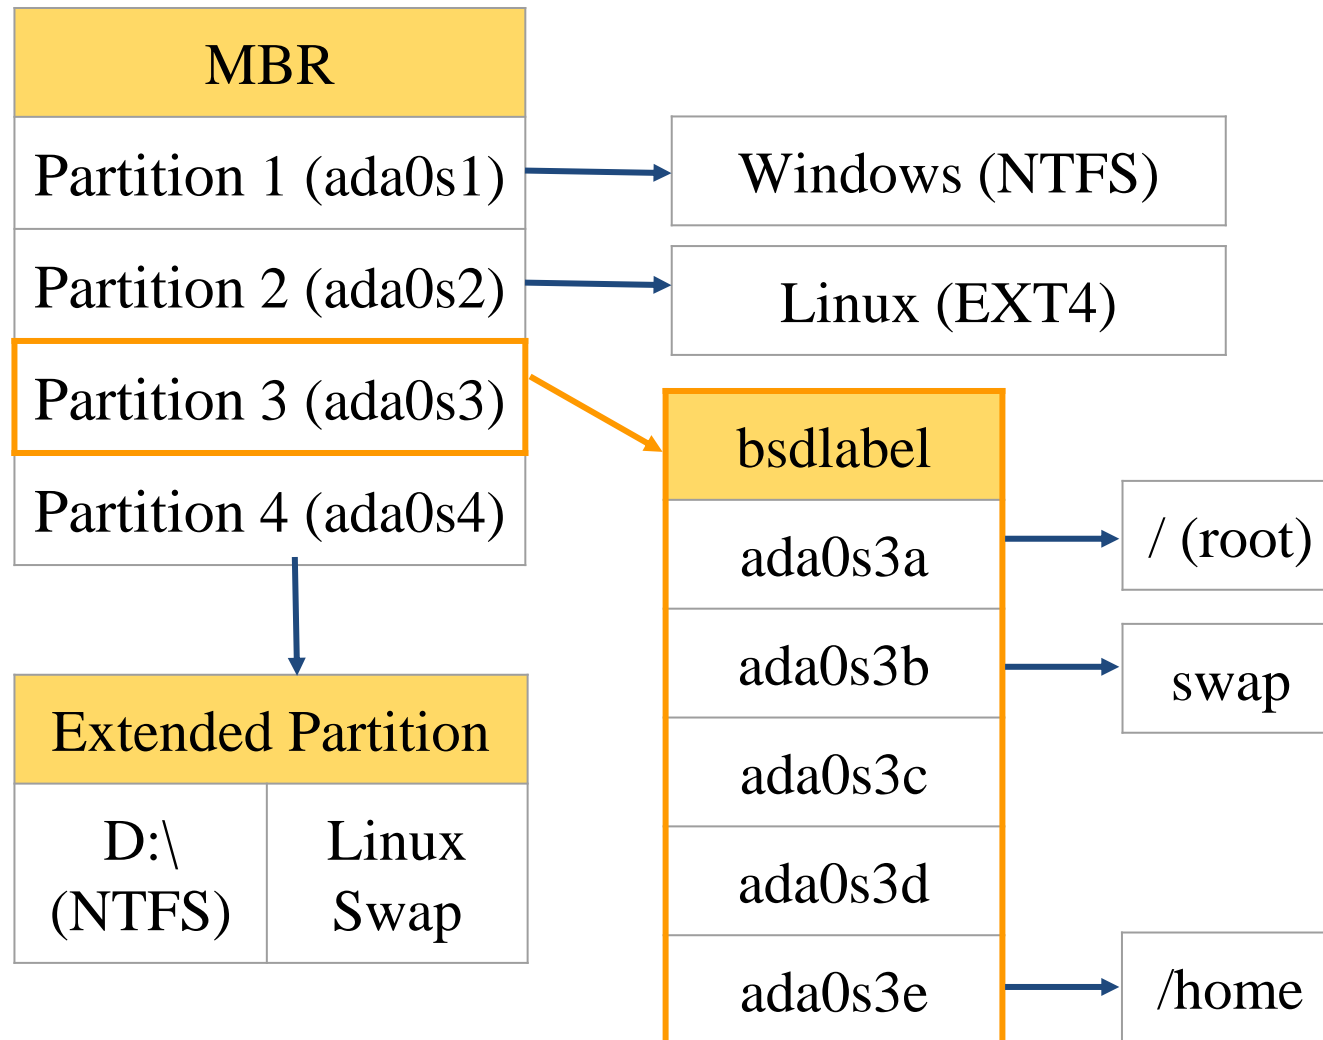 MBR
Partition 1 (ada0s1)
Partition 2 (ada0s2)
Partition 3 (ada0s3)
Partition 4 (ada0s4)
Windows (NTFS)
Linux (EXT4)
bsdlabel
ada0s3a
ada0s3b
ada0s3c
ada0s3d
ada0s3e
/ (root)
swap
/home
Extended Partition
D:\
(NTFS)
Linux
Swap